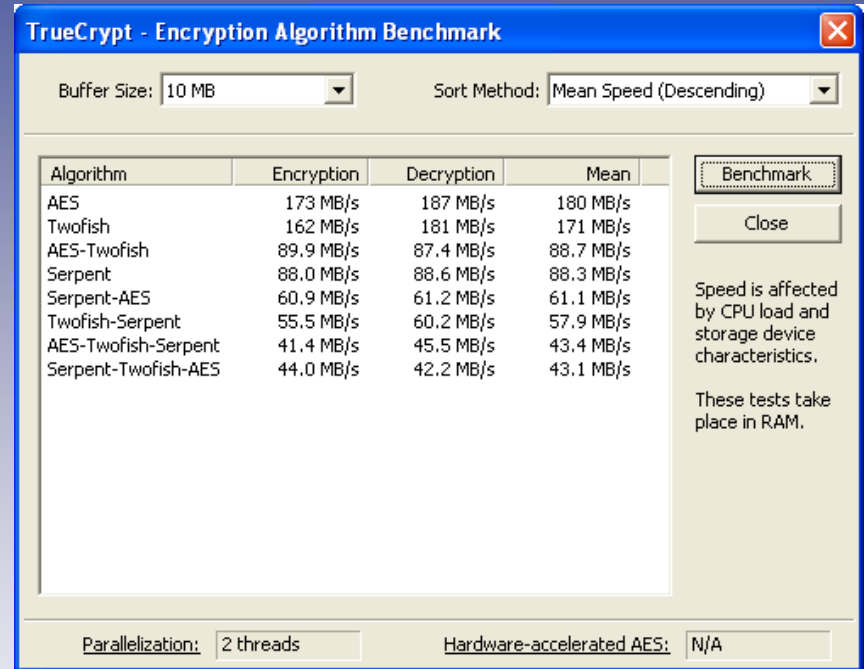 TrueCrypt - Encryption Algorithm Benchmark
Buffer Size: 10 MB Sort Method: Mean Speed (Descending)
Algorithm Encryption Decryption Mean
AES 173 MB/s 187 MB/s 180 MB/s
Twofish 162 MB/s 181 MB/s 171 MB/s
AES-Twofish 89.9 MB/s 87.4 MB/s 88.7 MB/s
Serpent 88.0 MB/s 88.6 MB/s 88.3 MB/s
Serpent-AES 60.9 MB/s 61.2 MB/s 61.1 MB/s
Twofish-Serpent 55.5 MB/s 60.2 MB/s 57.9 MB/s
AES-Twofish-Serpent 41.4 MB/s 45.5 MB/s 43.4 MB/s
Serpent-Twofish-AES 44.0 MB/s 42.2 MB/s 43.1 MB/s
Benchmark
Close
Speed is affected
by CPU load and
storage device
characteristics.
These tests take
place in RAM.
Parallelization: 2 threads Hardware-accelerated AES: N/A